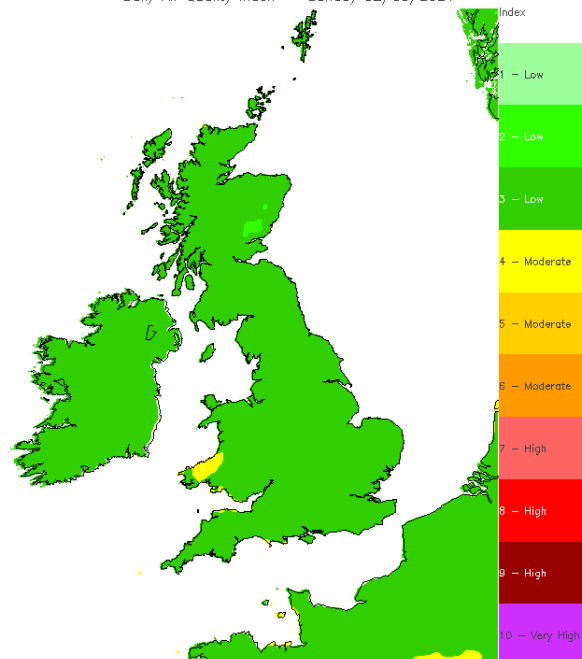 Index
1 - Low
2 - Low
3 - Low
4 - Moderate
5 - Moderate
6 - Moderate
7 - High
8 - High
9 - High
10 - Very High